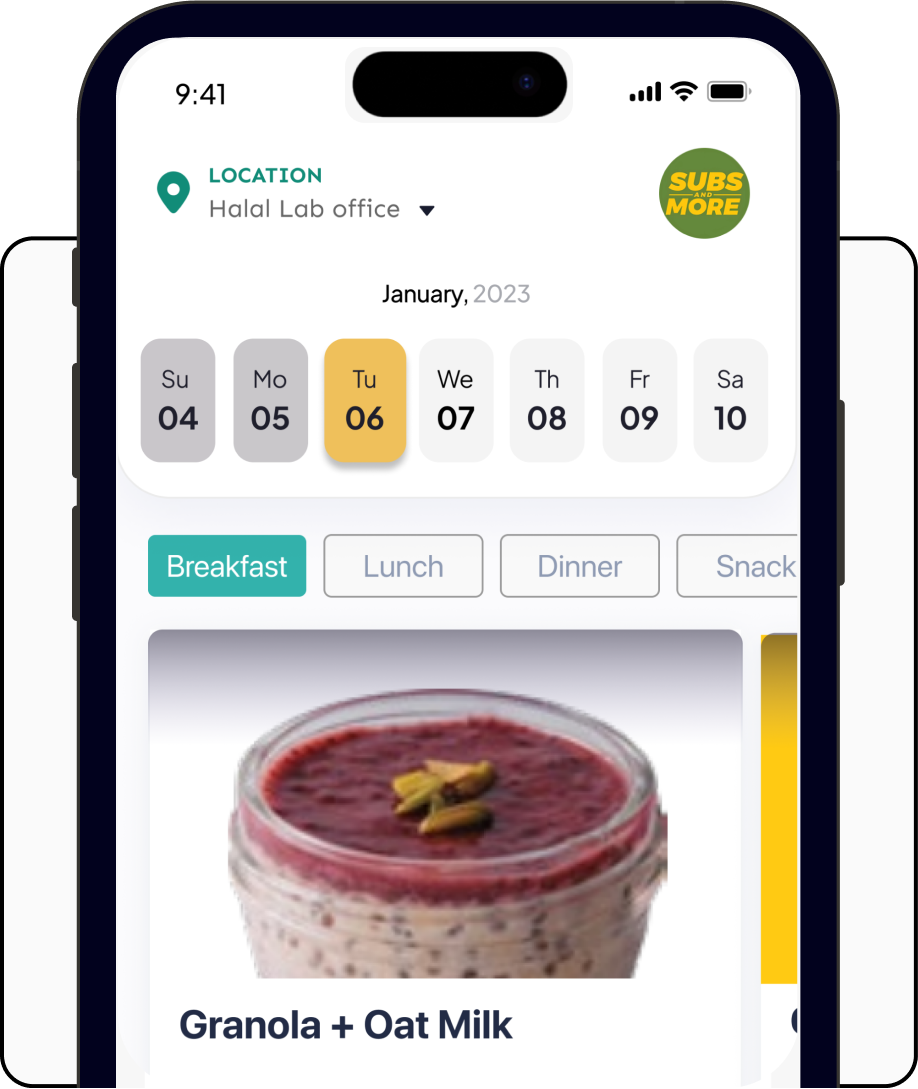 9:41
LOCATION
Halal Lab office
SUBS
AND
MORE
January, 2023
Su Mo Tu We Th Fr Sa
04 05 06 07 08 09 10
Breakfast Lunch Dinner Snack
Granola + Oat Milk